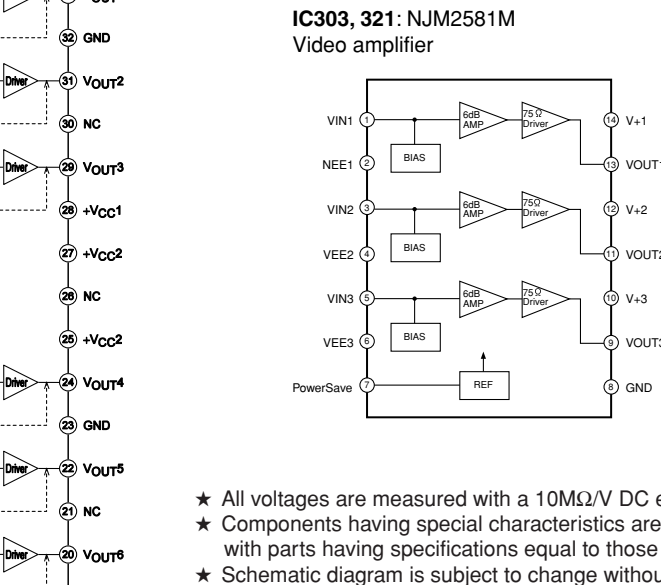 32 GND
Driver 31 VOUT2
30 NC
Driver 29 VOUT3
28 +VCC1
27 +VCC2
26 NC
25 +VCC2
Driver 24 VOUT4
23 GND
Driver 22 VOUT5
21 NC
Driver 20 VOUT6
IC303, 321: NJM2581M
Video amplifier
VIN1 1 6dB AMP 75Ω Driver 14 V+1
NEE1 2 BIAS 13 VOUT1
VIN2 3 6dB AMP 75Ω Driver 12 V+2
VEE2 4 BIAS 11 VOUT2
VIN3 5 6dB AMP 75Ω Driver 10 V+3
VEE3 6 BIAS 9 VOUT3
PowerSave 7 REF 8 GND
★ All voltages are measured with a 10MΩ/V DC e
★ Components having special characteristics are
with parts having specifications equal to those
★ Schematic diagram is subject to change withou